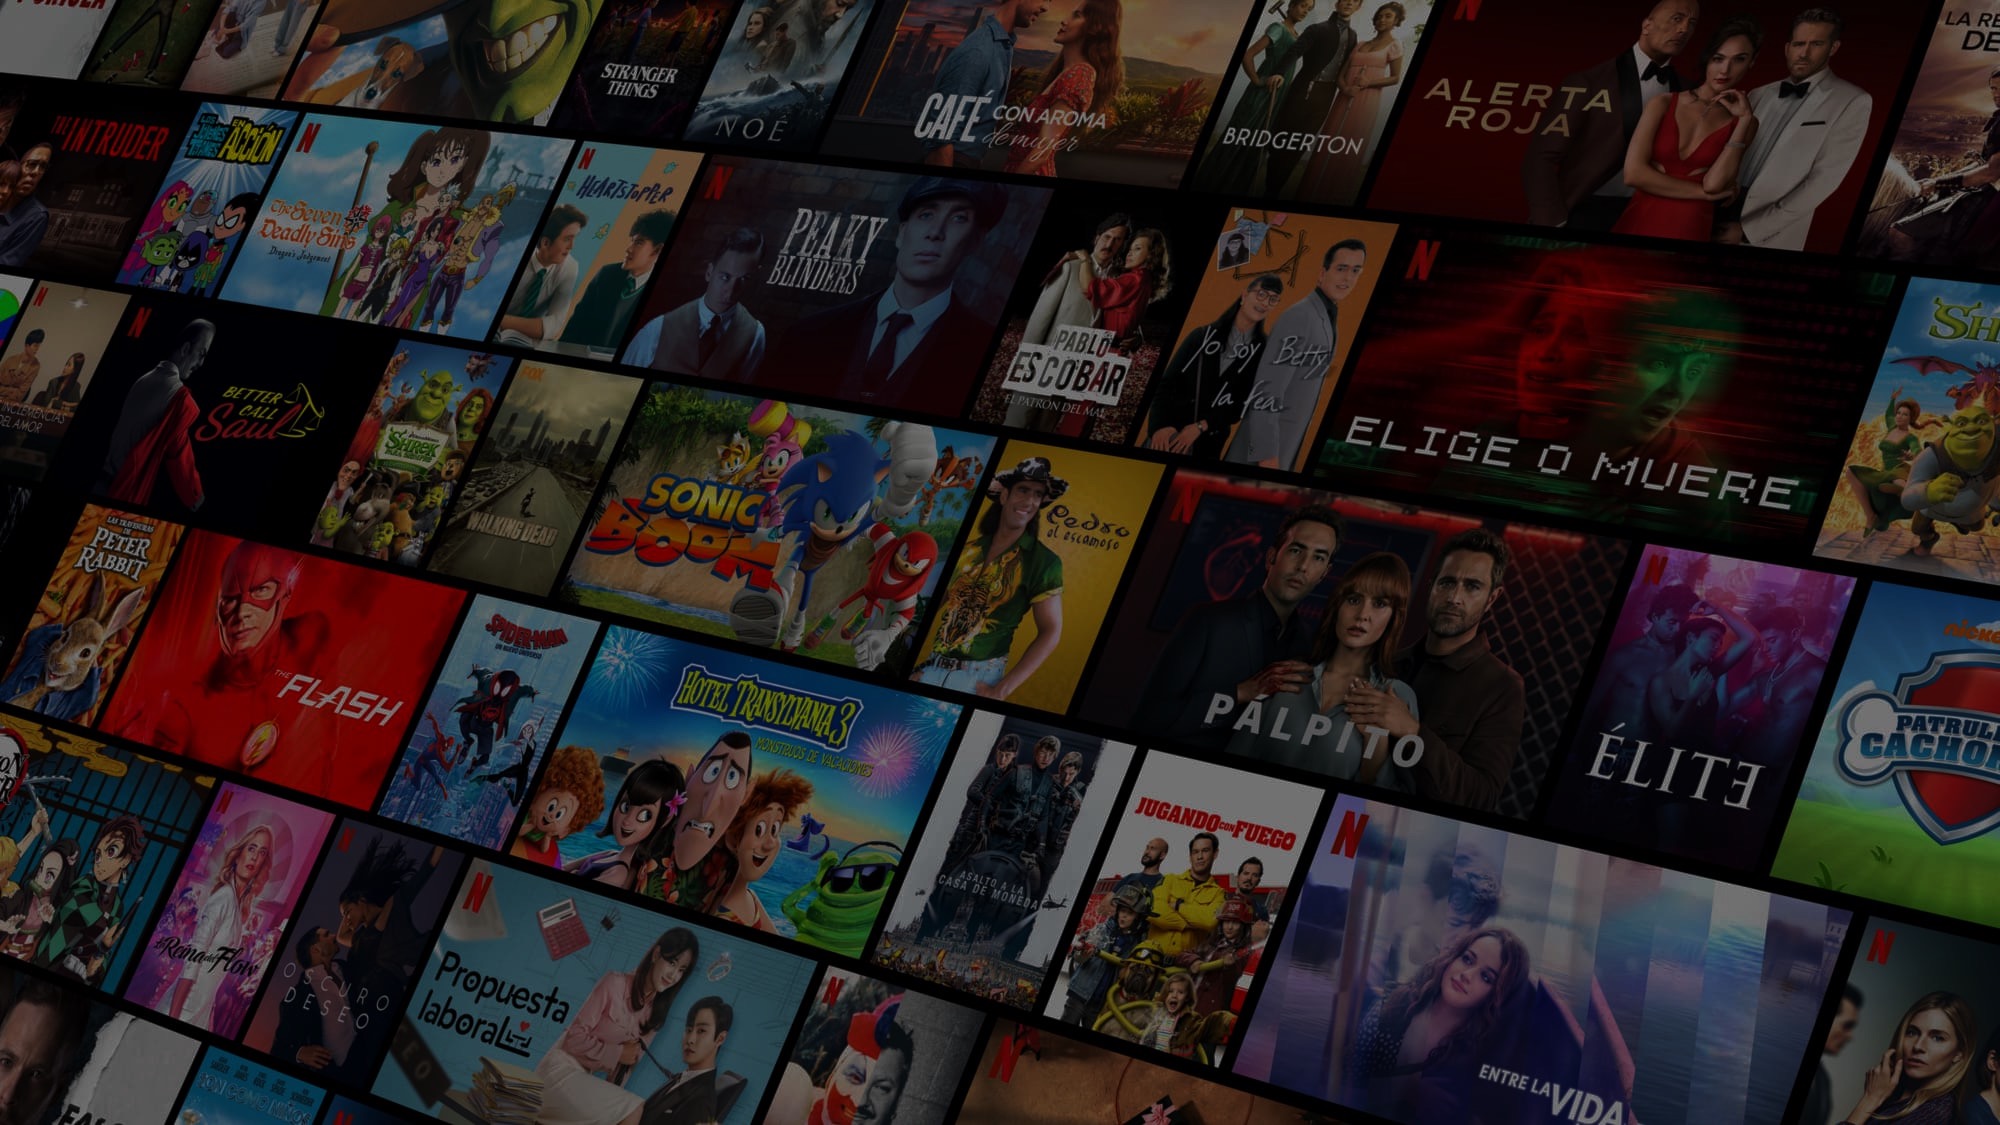 STRANGER
THINGS
NOÉ
CAFÉ CON AROMA
de mujer
BRIDGERTON
ALERTA
ROJA
LA RE
DE
THE INTRUDER
EN
ACCIÓN
The Seven
Deadly Sins
Dragon's Judgement
HEARTSTOPPER
PEAKY
BLINDERS
PABLO
ESCOBAR
EL PATRÓN DEL MAL
Yo soy Betty,
la fea.
ELIGE O MUERE
SH
INCLEMENCIAS
DEL AMOR
BETTER
CALL
Saul
SHREK
FOX
WALKING DEAD
SONIC
BOOM
Pedro
el escamoso
PÁLPITO
ÉLITE
PATRULL
CACHOR
LAS TRAVESURAS
DE
PETER
RABBIT
THE
FLASH
SPIDER-MAN
UN NUEVO UNIVERSO
HOTEL TRANSYLVANIA 3
MONSTRUOS DE VACACIONES
ASALTO A LA
CASA DE MONEDA
JUGANDO CON FUEGO
ENTRE LA VIDA
La Reina del Flow
OSCURO
DESEO
Propuesta
laboral
SON COMO NIÑOS